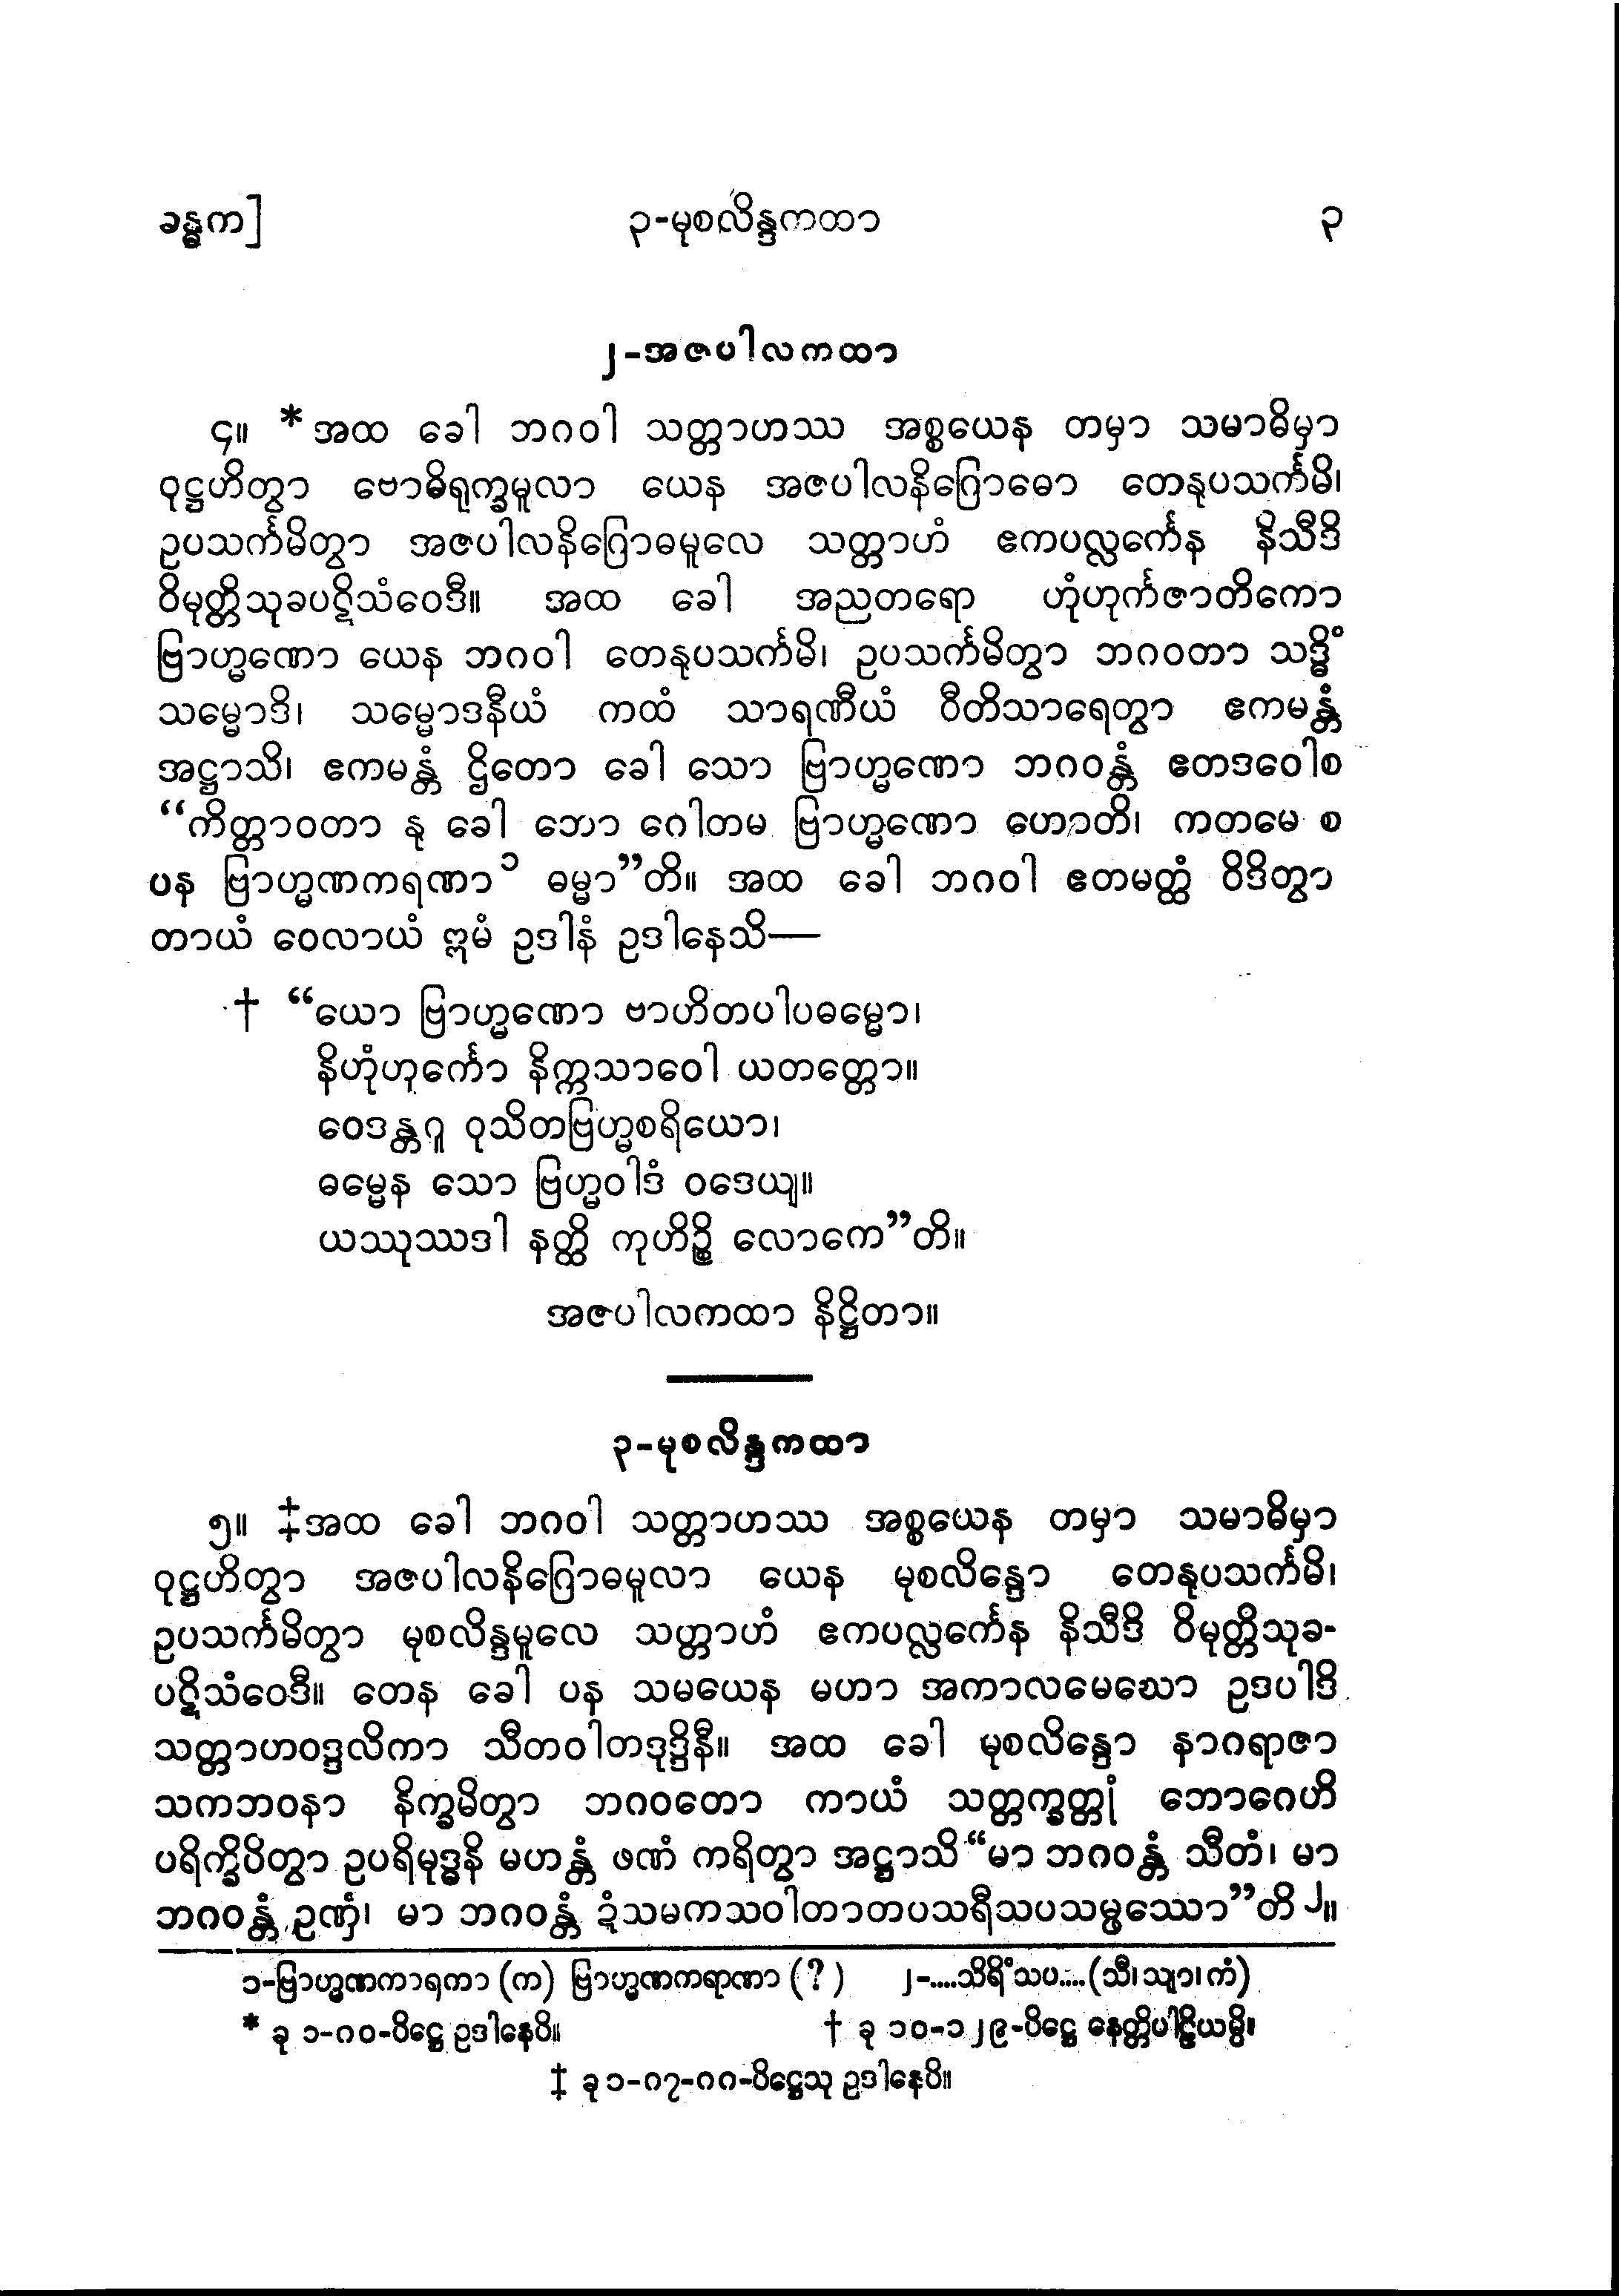 ခန္ဓက]
၃-မုစလိန္ဒကထာ
၃
၂-အဇပါလကထာ
၄။ *အထ ခေါ ဘဂဝါ သတ္တာဟဿ အစ္စယေန တမှာ သမာဓိမှာ
ဝုဋ္ဌဟိတွာ ဗောဓိရုက္ခမူလာ ယေန အဇပါလနိဂြောဓော တေနုပသင်္ကမိ၊
ဥပသင်္ကမိတွာ အဇပါလနိဂြောဓမူလေ သတ္တာဟံ ဧကပလ္လင်္ကေန နိသီဒိ
ဝိမုတ္တိသုခပဋိသံဝေဒီ။ အထ ခေါ အညတရော ဟုံဟုင်္ကဇာတိကော
ဗြာဟ္မဏော ယေန ဘဂဝါ တေနုပသင်္ကမိ၊ ဥပသင်္ကမိတွာ ဘဂဝတာ သဒ္ဓိံ
သမ္မောဒိ၊ သမ္မောဒနီယံ ကထံ သာရဏီယံ ဝီတိသာရေတွာ ဧကမန္တံ
အဋ္ဌာသိ၊ ဧကမန္တံ ဌိတော ခေါ သော ဗြာဟ္မဏော ဘဂဝန္တံ ဧတဒဝေါစ
“ကိတ္တာဝတာ နု ခေါ ဘော ဂေါတမ ဗြာဟ္မဏော ဟောတိ၊ ကတမေ စ
ပန ဗြာဟ္မဏကရဏာ ၁ ဓမ္မာ”တိ။ အထ ခေါ ဘဂဝါ ဧတမတ္ထံ ဝိဒိတွာ
တာယံ ဝေလာယံ ဣမံ ဥဒါနံ ဥဒါနေသိ—
† “ယော ဗြာဟ္မဏော ဗာဟိတပါပဓမ္မော၊
နိဟုံဟုင်္ကော နိက္ကသာဝေါ ယတတ္တော။
ဝေဒန္တဂူ ဝုသိတဗြဟ္မစရိယော၊
ဓမ္မေန သော ဗြဟ္မဝါဒံ ဝဒေယျ။
ယဿုဿဒါ နတ္ထိ ကုဟိဉ္စိ လောကေ”တိ။
အဇပါလကထာ နိဋ္ဌိတာ။
၃-မုစလိန္ဒကထာ
၅။ ‡အထ ခေါ ဘဂဝါ သတ္တာဟဿ အစ္စယေန တမှာ သမာဓိမှာ
ဝုဋ္ဌဟိတွာ အဇပါလနိဂြောဓမူလာ ယေန မုစလိန္ဒော တေနုပသင်္ကမိ၊
ဥပသင်္ကမိတွာ မုစလိန္ဒမူလေ သတ္တာဟံ ဧကပလ္လင်္ကေန နိသီဒိ ဝိမုတ္တိသုခ-
ပဋိသံဝေဒီ။ တေန ခေါ ပန သမယေန မဟာ အကာလမေဃော ဥဒပါဒိ
သတ္တာဟဝဒ္ဒလိကာ သီတဝါတဒုဒ္ဒိနီ။ အထ ခေါ မုစလိန္ဒော နာဂရာဇာ
သကဘဝနာ နိက္ခမိတွာ ဘဂဝတော ကာယံ သတ္တက္ခတ္တုံ ဘောဂေဟိ
ပရိက္ခိပိတွာ ဥပရိမုဒ္ဓနိ မဟန္တံ ဖဏံ ကရိတွာ အဋ္ဌာသိ “မာ ဘဂဝန္တံ သီတံ၊ မာ
ဘဂဝန္တံ ဥဏှံ၊ မာ ဘဂဝန္တံ ဍံသမကသဝါတာတပသရီသပသမ္ဖဿော”တိ ၂။
၁-ဗြာဟ္မဏကာရကာ (က) ဗြာဟ္မဏကရာဏာ (?) ၂-....သိရိံသပ....(သီ၊ သျာ၊ ကံ)
* ခု ၁-၈၀-ပိဋ္ဌေ ဥဒါနေပိ။ † ခု ၁၀-၁၂၉-ပိဋ္ဌေ နေတ္တိပါဠိယမ္ပိ။
‡ ခု ၁-၈၇-၈၈-ပိဋ္ဌေသု ဥဒါနေပိ။